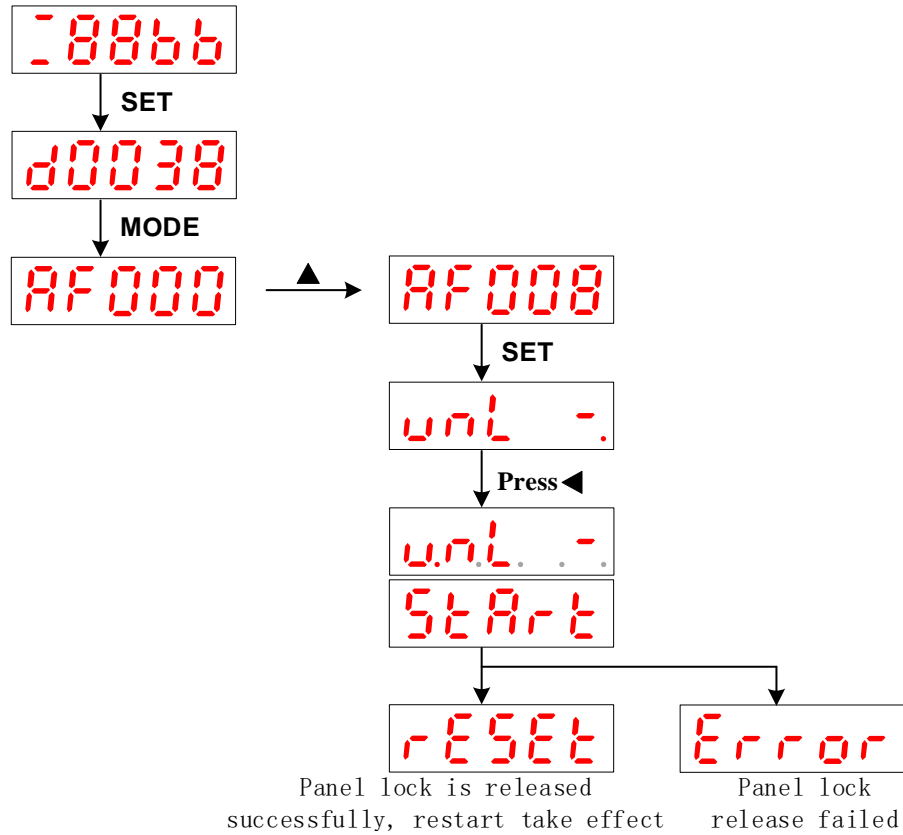 88bb
SET
d0038
MODE
AF000
▲
AF008
SET
unL -.
Press◀
u.nL. . -.
StArt
rESEt
Error
Panel lock is released
successfully, restart take effect
Panel lock
release failed